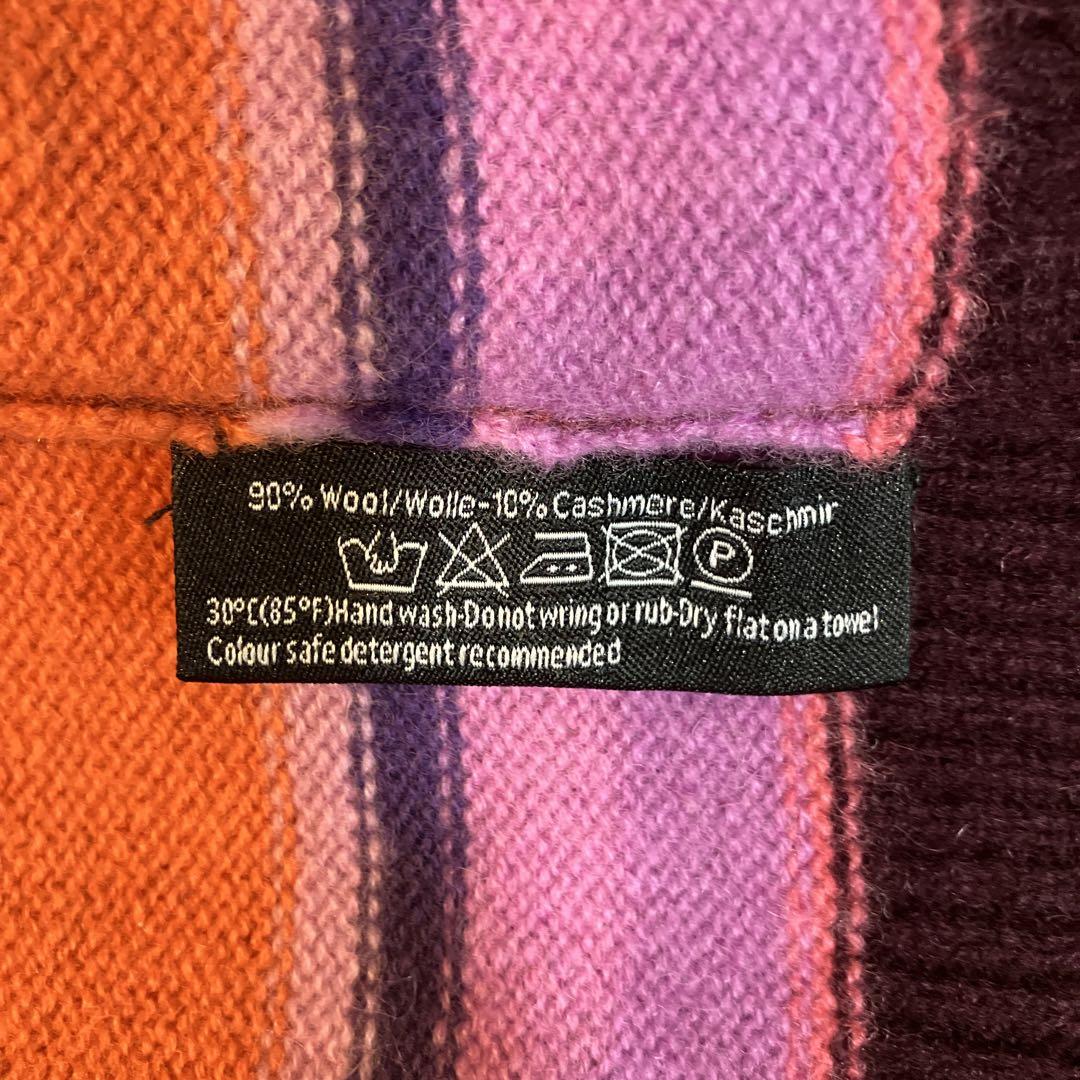 90% Wool/Wolle-10% Cashmere/Kaschmir
P
30°C(85°F)Hand wash-Do not wring or rub-Dry flat on a towel
Colour safe detergent recommended